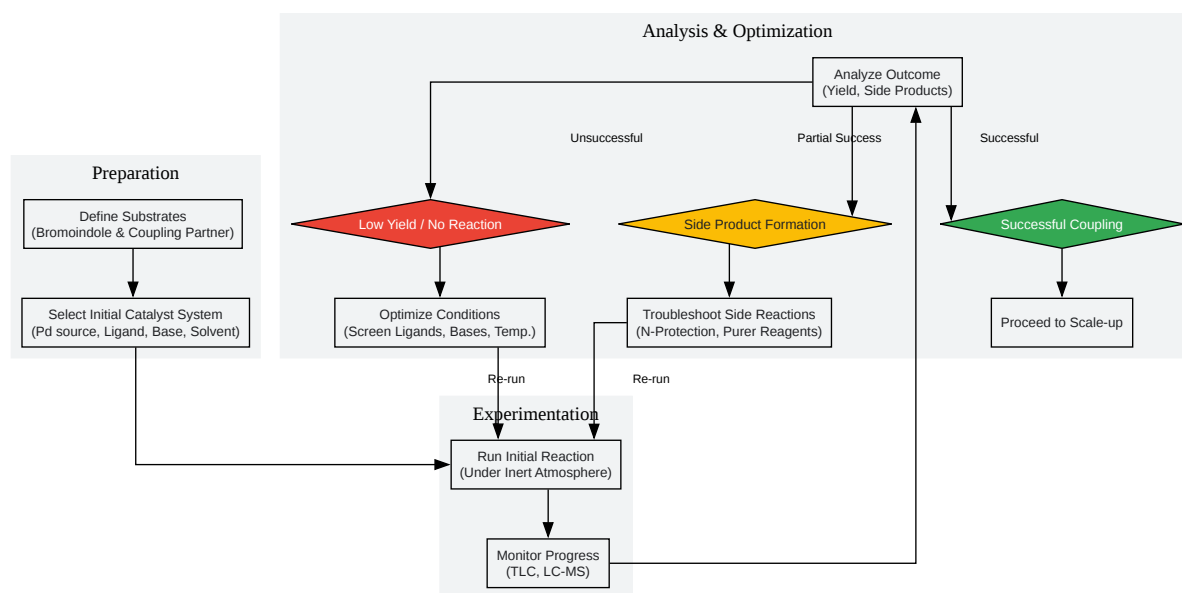 Analysis & Optimization
Analyze Outcome
(Yield, Side Products)
Unsuccessful
Partial Success
Successful
Preparation
Define Substrates
(Bromoindole & Coupling Partner)
Low Yield / No Reaction
Side Product Formation
Successful Coupling
Select Initial Catalyst System
(Pd source, Ligand, Base, Solvent)
Optimize Conditions
(Screen Ligands, Bases, Temp.)
Troubleshoot Side Reactions
(N-Protection, Purer Reagents)
Proceed to Scale-up
Re-run
Re-run
Experimentation
Run Initial Reaction
(Under Inert Atmosphere)
Monitor Progress
(TLC, LC-MS)